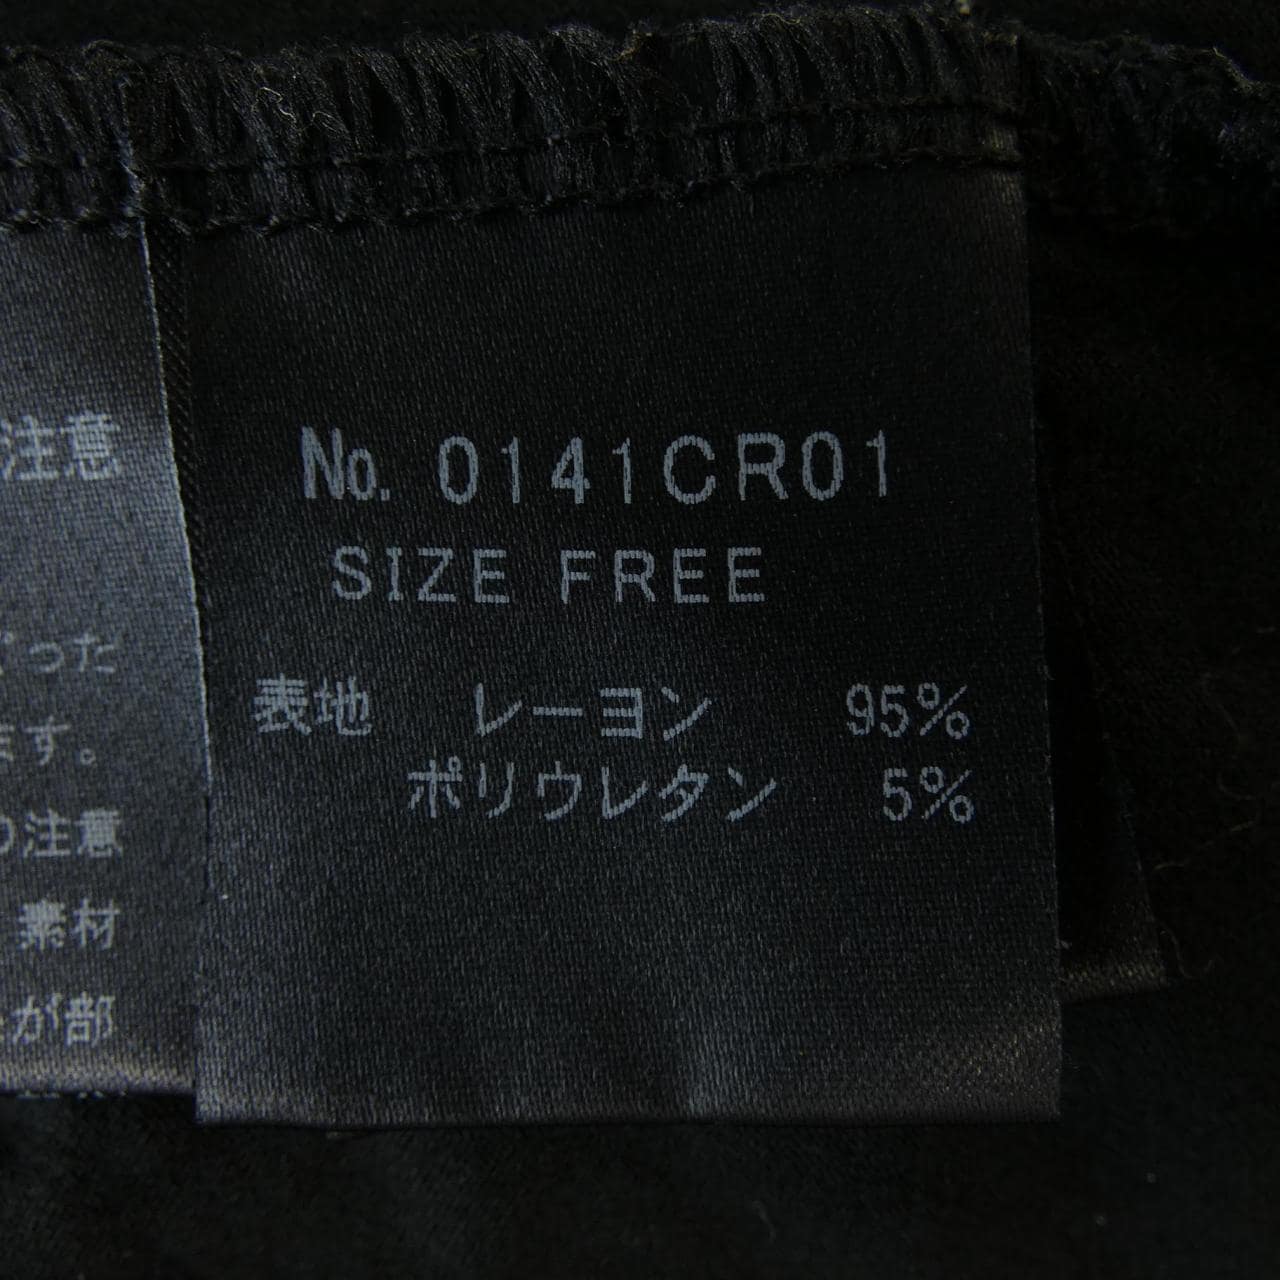 No. 0141CR01
SIZE FREE
表地 レーヨン 95%
ポリウレタン 5%
注意
った
ます。
注意
素材
が部